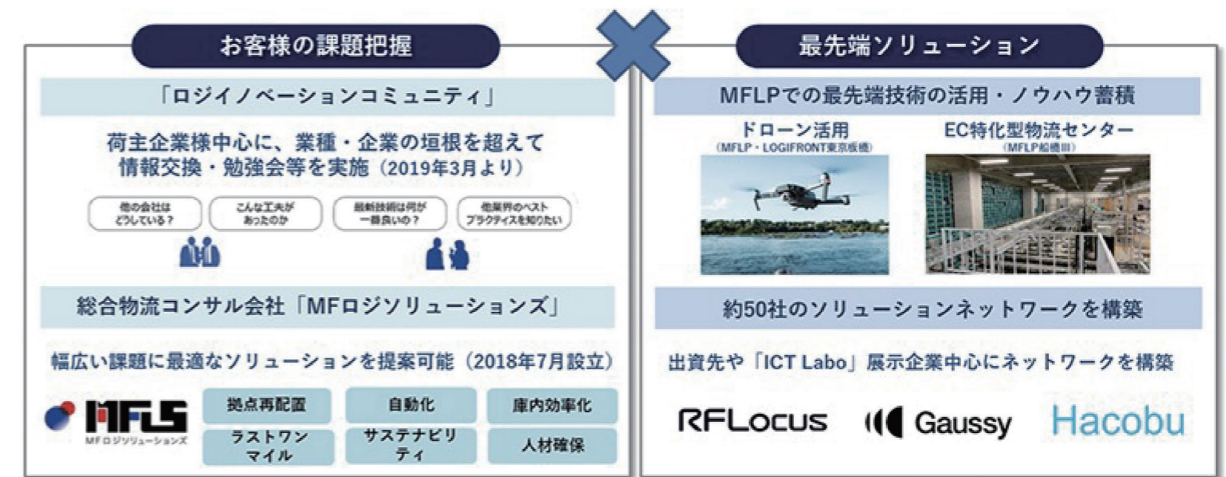 お客様の課題把握
「ロジイノベーションコミュニティ」
荷主企業様中心に、業種・企業の垣根を超えて
情報交換・勉強会等を実施（2019年3月より）
他の会社は
どうしている？
こんな工夫が
あったのか
最新技術は何が
一番良いの？
他業界のベスト
プラクティスを知りたい
総合物流コンサル会社「MFロジソリューションズ」
幅広い課題に最適なソリューションを提案可能（2018年7月設立）
MFLS
MFロジソリューションズ
拠点再配置
自動化
庫内効率化
ラストワン
マイル
サステナビリ
ティ
人材確保
最先端ソリューション
MFLPでの最先端技術の活用・ノウハウ蓄積
ドローン活用
（MFLP・LOGIFRONT東京板橋）
EC特化型物流センター
（MFLP船橋Ⅲ）
約50社のソリューションネットワークを構築
出資先や「ICT Labo」展示企業中心にネットワークを構築
RFLocus
Gaussy
Hacobu